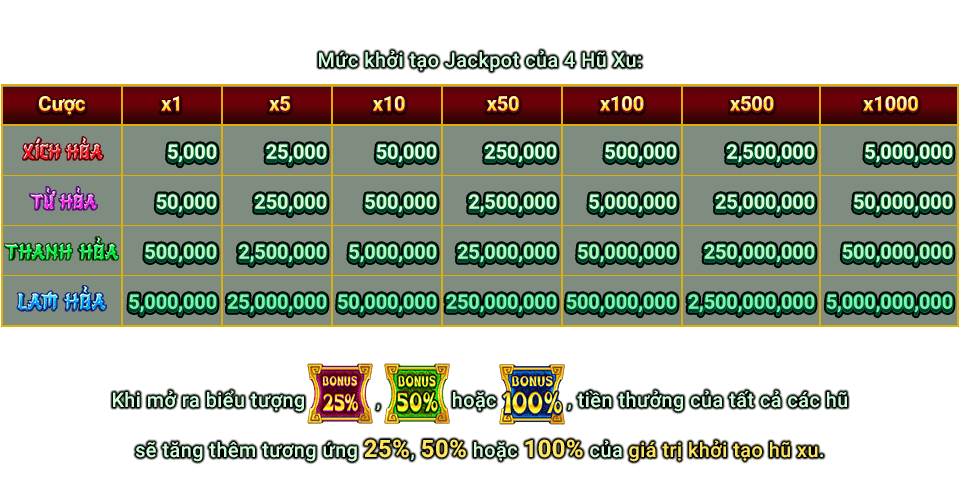 Mức khởi tạo Jackpot của 4 Hũ Xu:
Cược x1 x5 x10 x50 x100 x500 x1000
XÍCH HỎA 5,000 25,000 50,000 250,000 500,000 2,500,000 5,000,000
TỬ HỎA 50,000 250,000 500,000 2,500,000 5,000,000 25,000,000 50,000,000
THANH HỎA 500,000 2,500,000 5,000,000 25,000,000 50,000,000 250,000,000 500,000,000
LAM HỎA 5,000,000 25,000,000 50,000,000 250,000,000 500,000,000 2,500,000,000 5,000,000,000
Khi mở ra biểu tượng BONUS 25% , BONUS 50% hoặc BONUS 100% , tiền thưởng của tất cả các hũ
sẽ tăng thêm tương ứng 25%, 50% hoặc 100% của giá trị khởi tạo hũ xu.